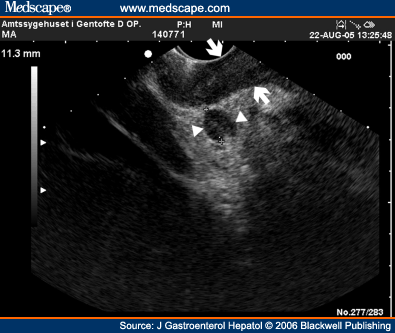 Medscape® www.medscape.com
Amtssygehuset i Gentofte D OP. P:H MI
MA 140771 22-AUG-05 13:25:48
11.3 mm 000
No.277/283
Source: J Gastroenterol Hepatol © 2006 Blackwell Publishing